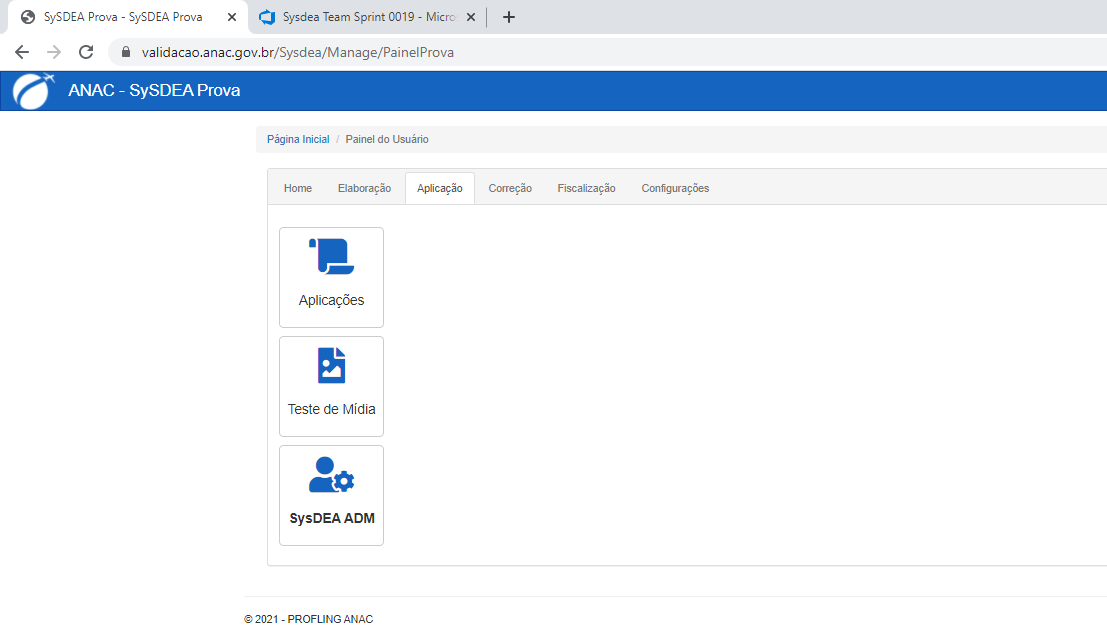 SySDEA Prova - SySDEA Prova
Sysdea Team Sprint 0019 - Micro
validacao.anac.gov.br/Sysdea/Manage/PainelProva
ANAC - SySDEA Prova
Página Inicial / Painel do Usuário
Home Elaboração Aplicação Correção Fiscalização Configurações
Aplicações
Teste de Mídia
SysDEA ADM
© 2021 - PROFLING ANAC